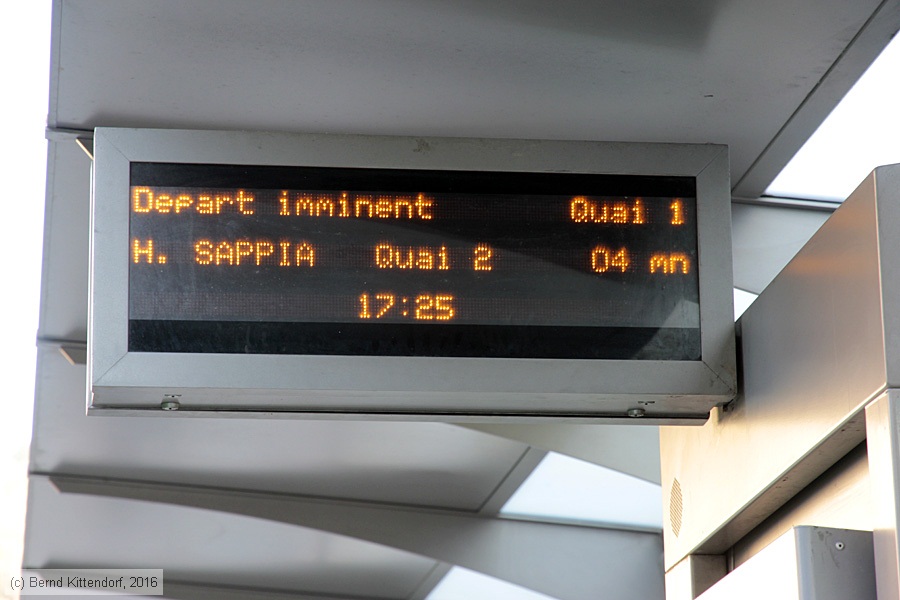 Depart imminent Quai 1
H. SAPPIA Quai 2 04 mn
17:25
(c) Bernd Kittendorf, 2016